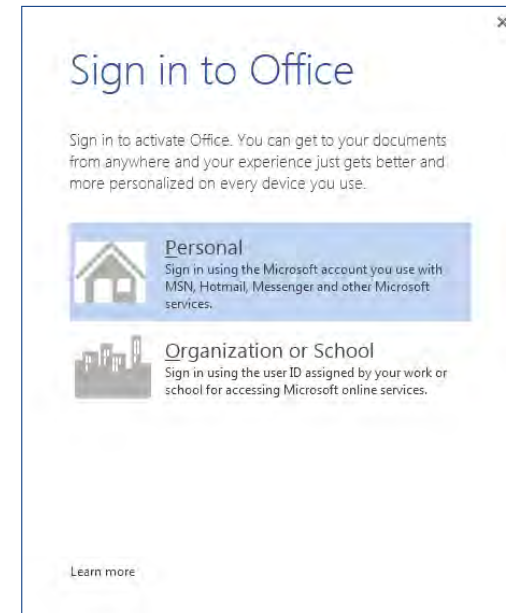 Sign in to Office
Sign in to activate Office. You can get to your documents
from anywhere and your experience just gets better and
more personalized on every device you use.
Personal
Sign in using the Microsoft account you use with
MSN, Hotmail, Messenger and other Microsoft
services.
Organization or School
Sign in using the user ID assigned by your work or
school for accessing Microsoft online services.
Learn more